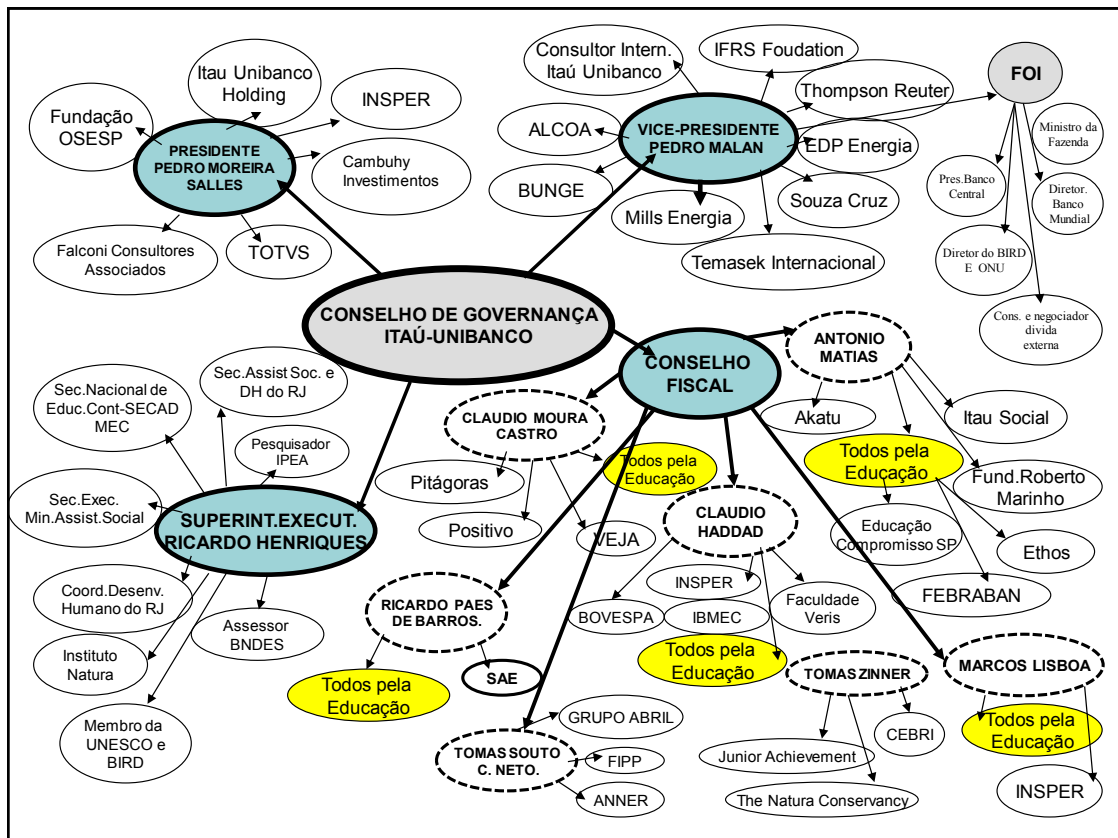 Itau Unibanco
Holding
INSPER
Fundação
OSESP
PRESIDENTE
PEDRO MOREIRA
SALLES
Cambuhy
Investimentos
Falconi Consultores
Associados
TOTVS
Consultor Intern.
Itaú Unibanco
IFRS Foudation
Thompson Reuter
ALCOA
VICE-PRESIDENTE
PEDRO MALAN
EDP Energia
BUNGE
Souza Cruz
Mills Energia
Temasek Internacional
FOI
Ministro da
Fazenda
Pres.Banco
Central
Diretor.
Banco
Mundial
Diretor do BIRD
E ONU
Cons. e negociador
divida
externa
CONSELHO DE GOVERNANÇA
ITAÚ-UNIBANCO
CONSELHO
FISCAL
ANTONIO
MATIAS
Akatu
Itau Social
Todos pela
Educação
Fund.Roberto
Marinho
Educação
Compromisso SP
Ethos
FEBRABAN
Sec.Nacional de
Educ.Cont-SECAD
MEC
Sec.Assist Soc. e
DH do RJ
Pesquisador
IPEA
Sec.Exec.
Min.Assist.Social
SUPERINT.EXECUT.
RICARDO HENRIQUES
Coord.Desenv.
Humano do RJ
Assessor
BNDES
Instituto
Natura
Membro da
UNESCO e
BIRD
CLAUDIO MOURA
CASTRO
Pitágoras
Todos pela
Educação
Positivo
VEJA
CLAUDIO
HADDAD
INSPER
BOVESPA
IBMEC
Faculdade
Veris
Todos pela
Educação
RICARDO PAES
DE BARROS.
Todos pela
Educação
SAE
TOMAS SOUTO
C. NETO.
GRUPO ABRIL
FIPP
ANNER
TOMAS ZINNER
CEBRI
Junior Achievement
The Natura Conservancy
MARCOS LISBOA
Todos pela
Educação
INSPER